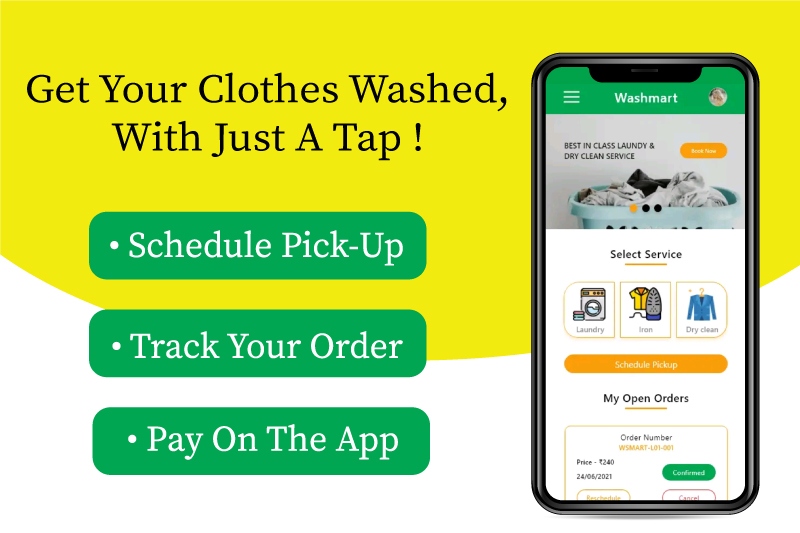 Get Your Clothes Washed,
With Just A Tap !
• Schedule Pick-Up
• Track Your Order
• Pay On The App
Washmart
BEST IN CLASS LAUNDY &
DRY CLEAN SERVICE
Book Now
Select Service
Laundry
Iron
Dry clean
Schedule Pickup
My Open Orders
Order Number
WSMART-L01-001
Price - ₹240
24/06/2021
Confirmed
Reschedule
Cancel